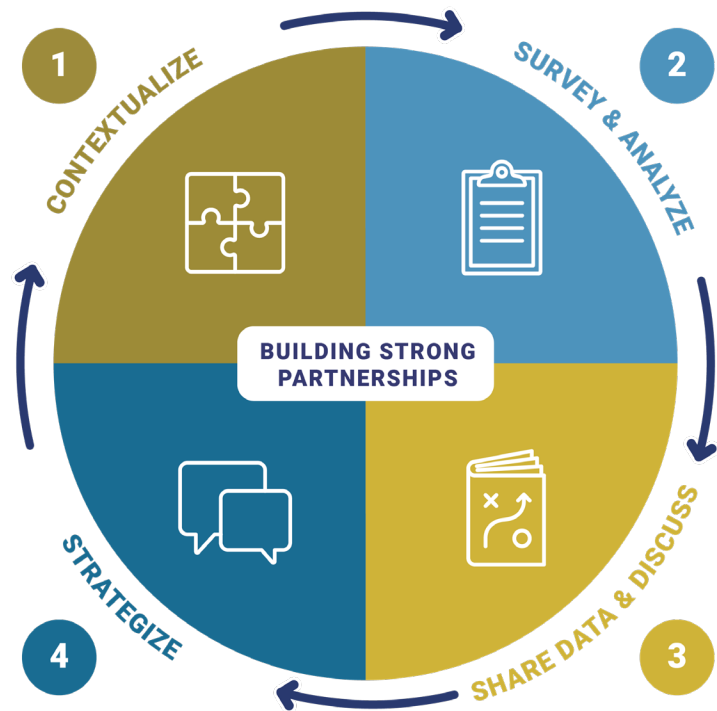 1
CONTEXTUALIZE
2
SURVEY & ANALYZE
BUILDING STRONG
PARTNERSHIPS
3
SHARE DATA & DISCUSS
4
STRATEGIZE